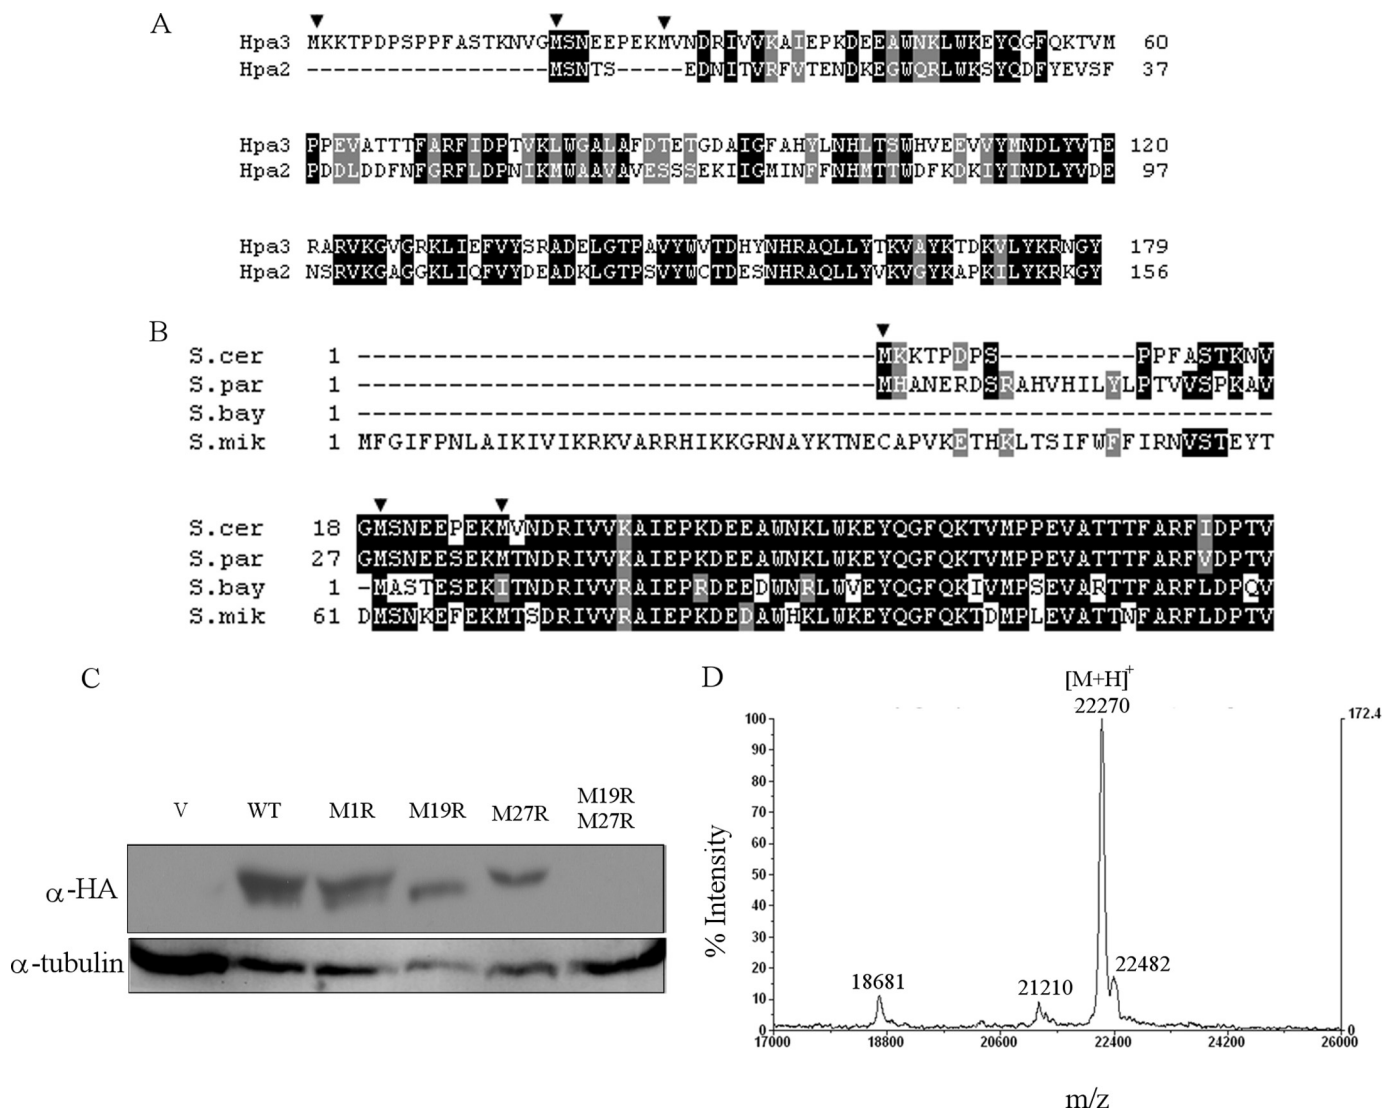 A
Hpa3 MKKTPDPSPPFASTKNVGMSNEEPEKMVNDRIVVKAIEPKDEEAWNKLWKEYQGFQKTVM 60
Hpa2 ------------------MSNTS-----EDNITVRFVTENDKEGWQRLWKSYQDFYEVSF 37
Hpa3 PPEVATTTFARFIDPTVKLWGALAFDTETGDAIGFAHYLNHLTSWHVEEVVYMNDLYVTE 120
Hpa2 PDDLDDFNFGRFLDPNIKMWAAVAVESSSEKIIGMINFFNHMTTWDFKDKIYINDLYVDE 97
Hpa3 RARVKGVGRKLIEFVYSRADELGTPAVYWVTDHYNHRAQLLYTKVAYKTDKVLYKRNGY 179
Hpa2 NSRVKGAGGKLIQFVYDEADKLGTPSVYWCTDESNHRAQLLYVKVGYKAPKILYKRKGY 156
B
S.cer 1 ----------------------------------MKKTPDPS---------PPFASTKNV
S.par 1 ----------------------------------MHANERDSRAHVHILYLPTVVSPKAV
S.bay 1 ------------------------------------------------------------
S.mik 1 MFGIFPNLAIKIVIKRKVARRHIKKGRNAYKTNECAPVKETHKLTSIFWFFIRNVSTEYT
S.cer 18 GMSNEEPEKMVNDRIVVKAIEPKDEEAWNKLWKEYQGFQKTVMPPEVATTTFARFIDPTV
S.par 27 GMSNEESEKMTNDRIVVKAIEPKDEEAWNKLWKEYQGFQKTVMPPEVATTTFARFVDPTV
S.bay 1 -MASTESEKITNDRIVVRAIEPRDEEDWNRLWVEYQGFQKIVMPSEVARTTFARFLDPQV
S.mik 61 DMSNKEFEKMTSDRIVVRAIEPKDEDAWHKLWKEYQGFQKTDMPLEVATTNFARFLDPTV
C
V WT M1R M19R M27R M19R M27R
α-HA
α-tubulin
D
[M+H]+
22270
22482
21210
18681
172.4
100
90
80
70
60
50
40
30
20
10
0
0
% Intensity
17000 18800 20600 22400 24200 26000
m/z